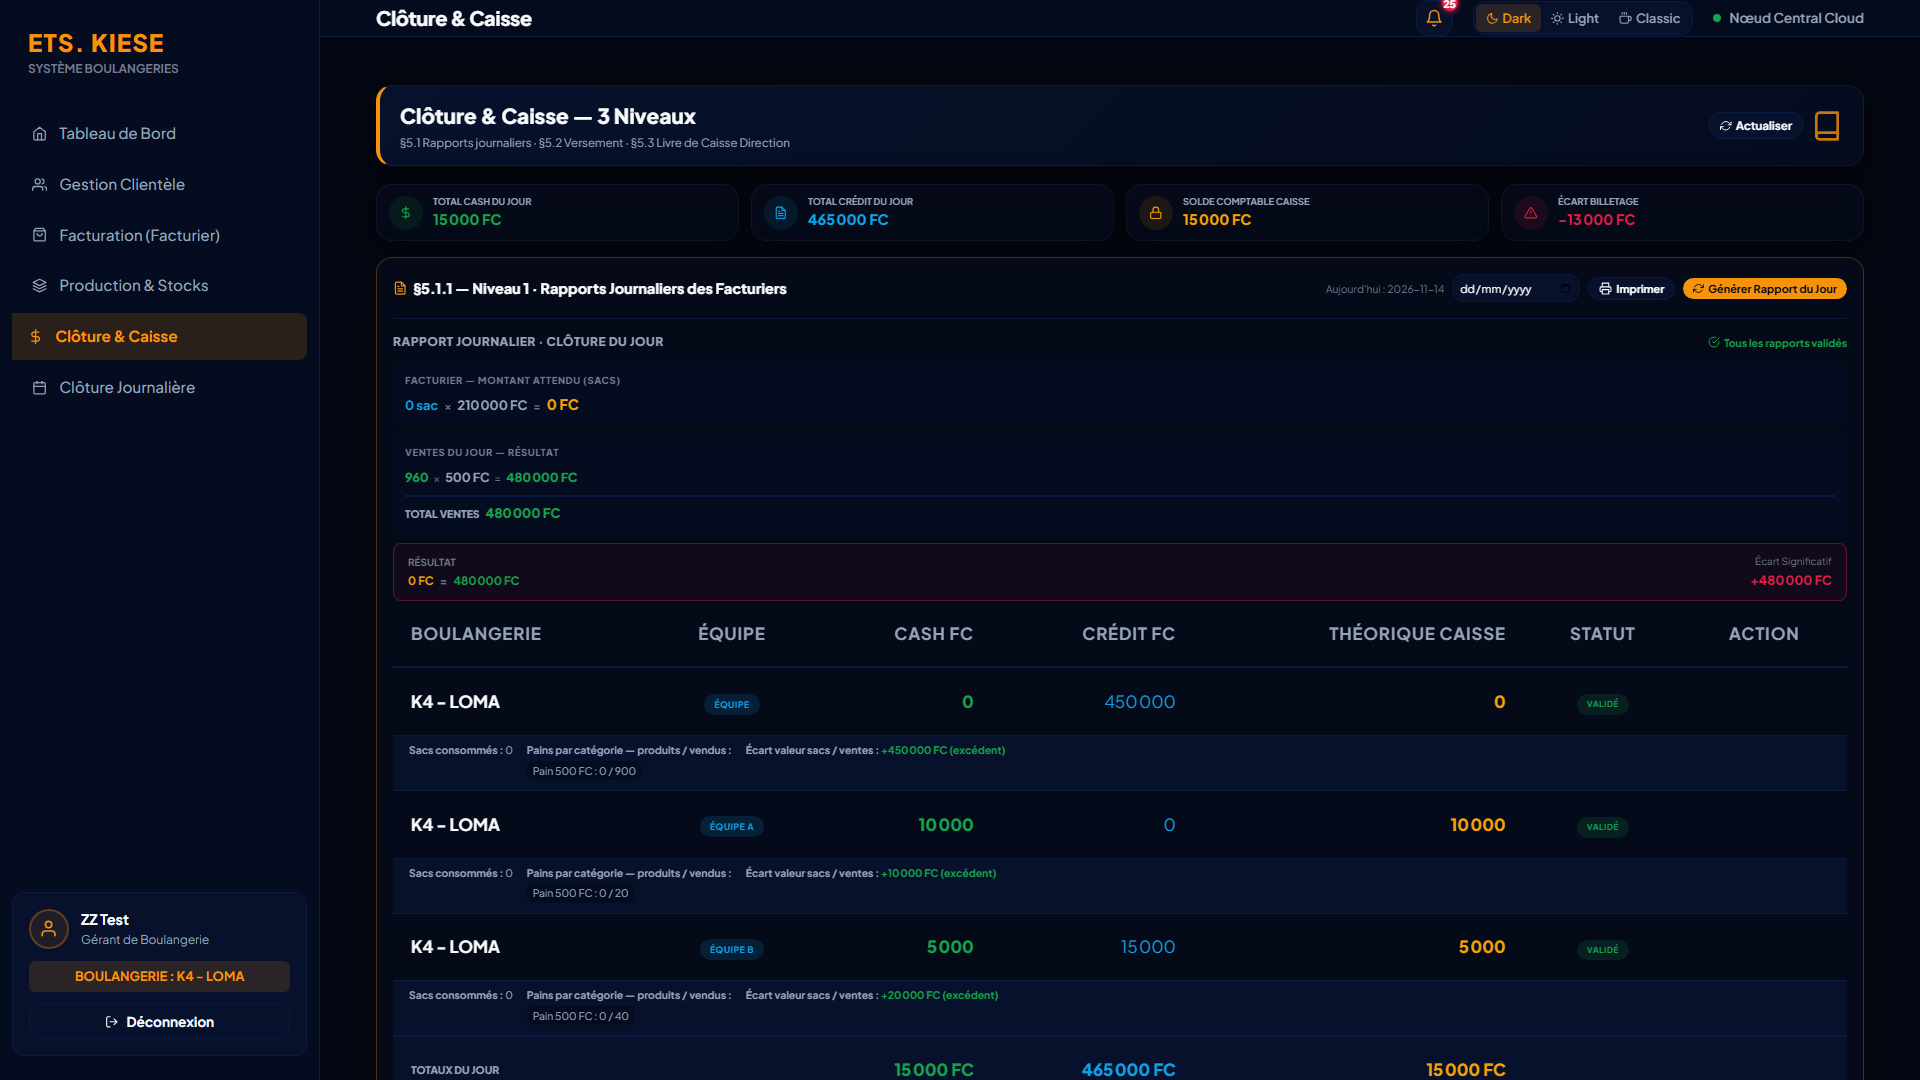 ETS. KIESE
SYSTÈME BOULANGERIES
Tableau de Bord
Gestion Clientèle
Facturation (Facturier)
Production & Stocks
Clôture & Caisse
Clôture Journalière
ZZ Test
Gérant de Boulangerie
BOULANGERIE : K4 - LOMA
Déconnexion
Clôture & Caisse
25
Dark
Light
Classic
Nœud Central Cloud
Clôture & Caisse — 3 Niveaux
§5.1 Rapports journaliers · §5.2 Versement · §5.3 Livre de Caisse Direction
Actualiser
TOTAL CASH DU JOUR
15 000 FC
TOTAL CRÉDIT DU JOUR
465 000 FC
SOLDE COMPTABLE CAISSE
15 000 FC
ÉCART BILLETAGE
-13 000 FC
§5.1.1 — Niveau 1 · Rapports Journaliers des Facturiers
Aujourd'hui : 2026-11-14
dd/mm/yyyy
Imprimer
Générer Rapport du Jour
RAPPORT JOURNALIER · CLÔTURE DU JOUR
Tous les rapports validés
FACTURIER — MONTANT ATTENDU (SACS)
0 sac × 210 000 FC = 0 FC
VENTES DU JOUR — RÉSULTAT
960 × 500 FC = 480 000 FC
TOTAL VENTES 480 000 FC
RÉSULTAT
0 FC = 480 000 FC
Écart Significatif
+480 000 FC
BOULANGERIE ÉQUIPE CASH FC CRÉDIT FC THÉORIQUE CAISSE STATUT ACTION
K4 - LOMA ÉQUIPE 0 450 000 0 VALIDÉ
Sacs consommés : 0 Pains par catégorie — produits / vendus : Écart valeur sacs / ventes : +450 000 FC (excédent)
Pain 500 FC : 0 / 900
K4 - LOMA ÉQUIPE A 10 000 0 10 000 VALIDÉ
Sacs consommés : 0 Pains par catégorie — produits / vendus : Écart valeur sacs / ventes : +10 000 FC (excédent)
Pain 500 FC : 0 / 20
K4 - LOMA ÉQUIPE B 5 000 15 000 5 000 VALIDÉ
Sacs consommés : 0 Pains par catégorie — produits / vendus : Écart valeur sacs / ventes : +20 000 FC (excédent)
Pain 500 FC : 0 / 40
TOTAUX DU JOUR 15 000 FC 465 000 FC 15 000 FC